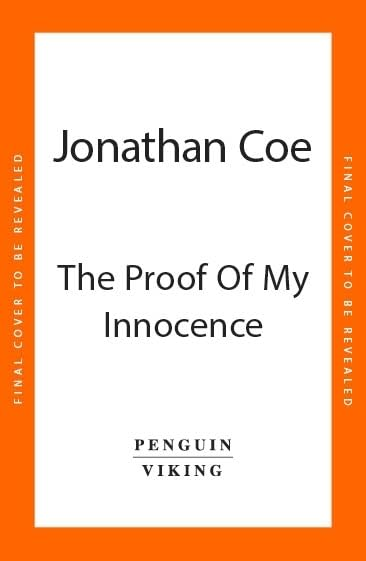 Jonathan Coe
The Proof Of My
Innocence
PENGUIN
VIKING
FINAL COVER TO BE REVEALED
FINAL COVER TO BE REVEALED